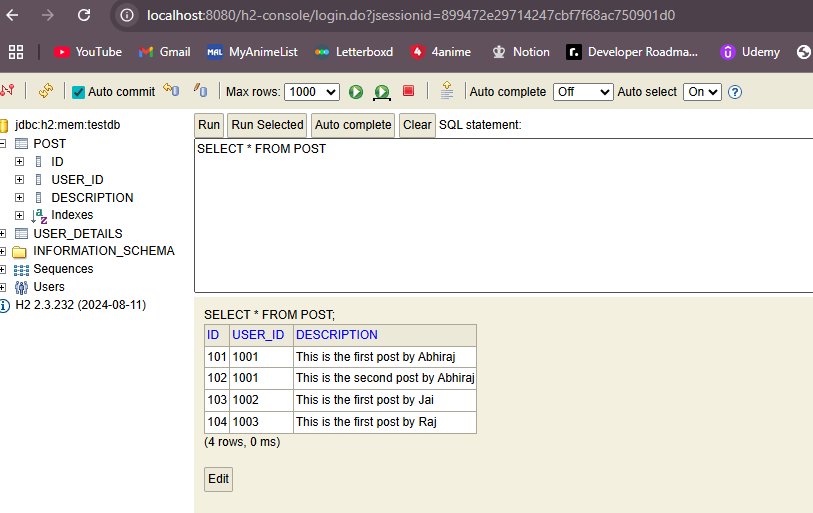 localhost:8080/h2-console/login.do?jsessionid=899472e29714247cbf7f68ac750901d0
YouTube M Gmail MAL MyAnimeList Letterboxd 4 4anime Notion r. Developer Roadma... û Udemy
Auto commit Max rows: 1000 Auto complete Off Auto select On ?
jdbc:h2:mem:testdb
POST
ID
USER_ID
DESCRIPTION
Indexes
USER_DETAILS
INFORMATION_SCHEMA
Sequences
Users
H2 2.3.232 (2024-08-11)
Run Run Selected Auto complete Clear SQL statement:
SELECT * FROM POST
SELECT * FROM POST;
ID USER_ID DESCRIPTION
101 1001 This is the first post by Abhiraj
102 1001 This is the second post by Abhiraj
103 1002 This is the first post by Jai
104 1003 This is the first post by Raj
(4 rows, 0 ms)
Edit